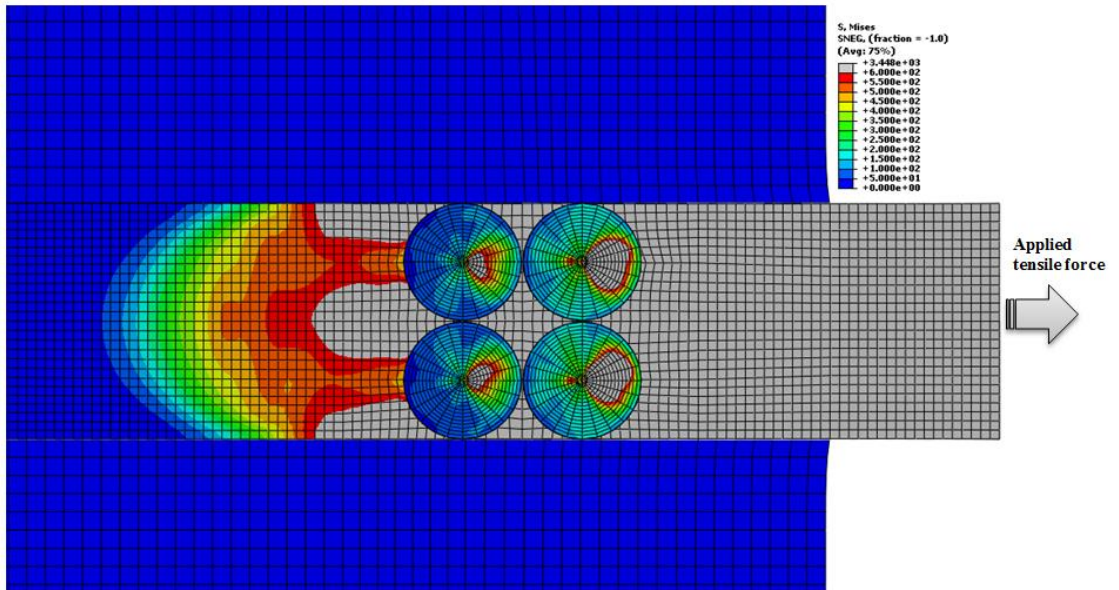 S, Mises
SNEG, (fraction = -1.0)
(Avg: 75%)
+3.448e+03
+6.000e+02
+5.500e+02
+5.000e+02
+4.500e+02
+4.000e+02
+3.500e+02
+3.000e+02
+2.500e+02
+2.000e+02
+1.500e+02
+1.000e+02
+5.000e+01
+0.000e+00
Applied
tensile force